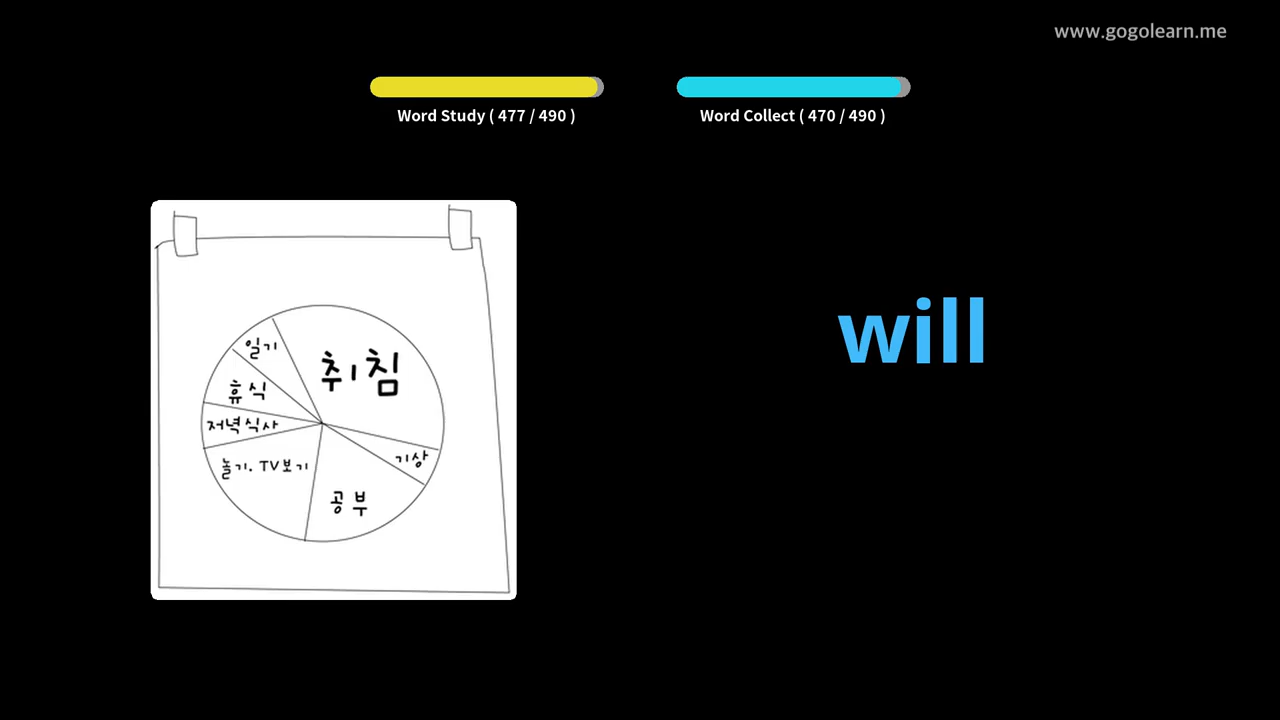 www.gogolearn.me
Word Study ( 477 / 490 )
Word Collect ( 470 / 490 )
will
일기
취침
휴식
저녁식사
놀기. TV보기
기상
공부